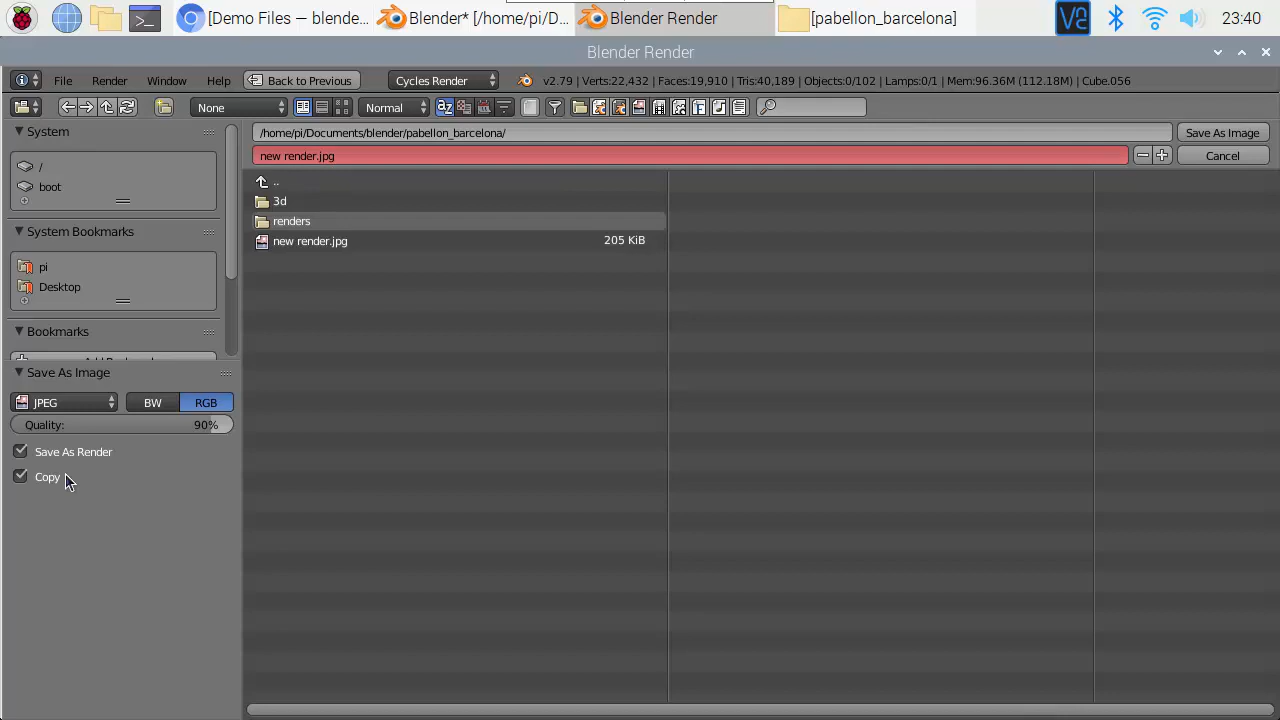 [Demo Files — blende...
Blender* [/home/pi/D...
Blender Render
[pabellon_barcelona]
V2
23:40
Blender Render
File
Render
Window
Help
Back to Previous
Cycles Render
v2.79 | Verts:22,432 | Faces:19,910 | Tris:40,189 | Objects:0/102 | Lamps:0/1 | Mem:96.36M (112.18M) | Cube.056
None
Normal
System
/home/pi/Documents/blender/pabellon_barcelona/
Save As Image
new render.jpg
Cancel
/
boot
..
3d
renders
new render.jpg
205 KiB
System Bookmarks
pi
Desktop
Bookmarks
Save As Image
JPEG
BW
RGB
Quality:
90%
Save As Render
Copy